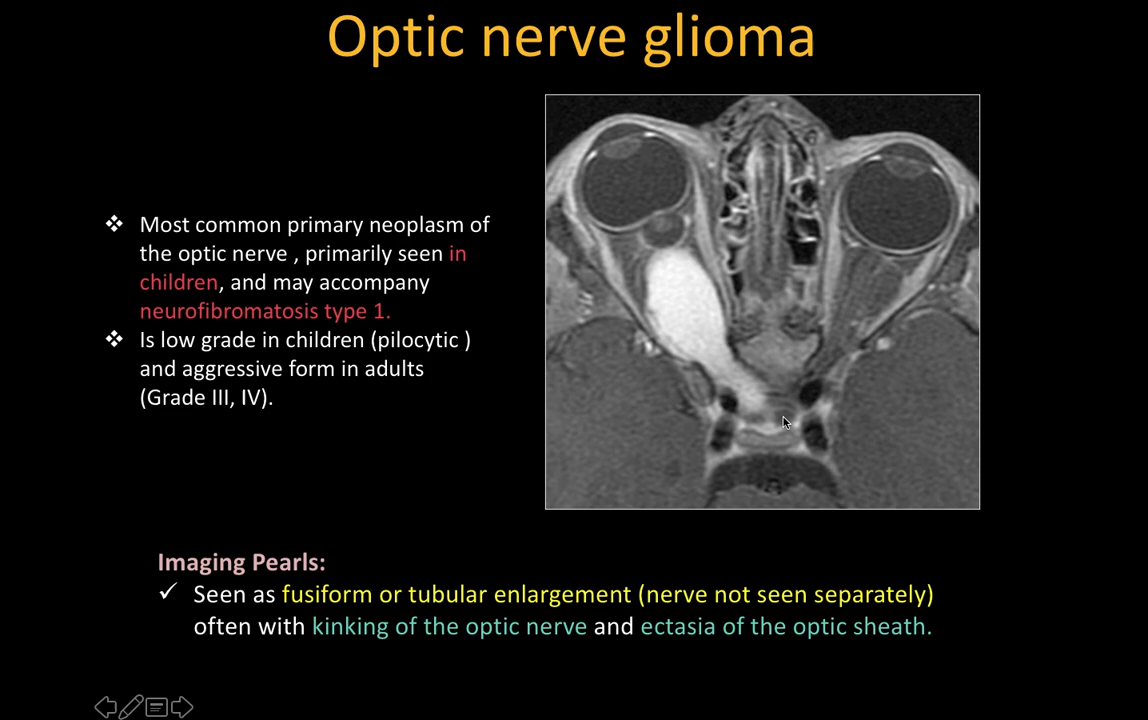 Optic nerve glioma
❖ Most common primary neoplasm of
the optic nerve , primarily seen in
children, and may accompany
neurofibromatosis type 1.
❖ Is low grade in children (pilocytic )
and aggressive form in adults
(Grade III, IV).
Imaging Pearls:
✓ Seen as fusiform or tubular enlargement (nerve not seen separately)
often with kinking of the optic nerve and ectasia of the optic sheath.